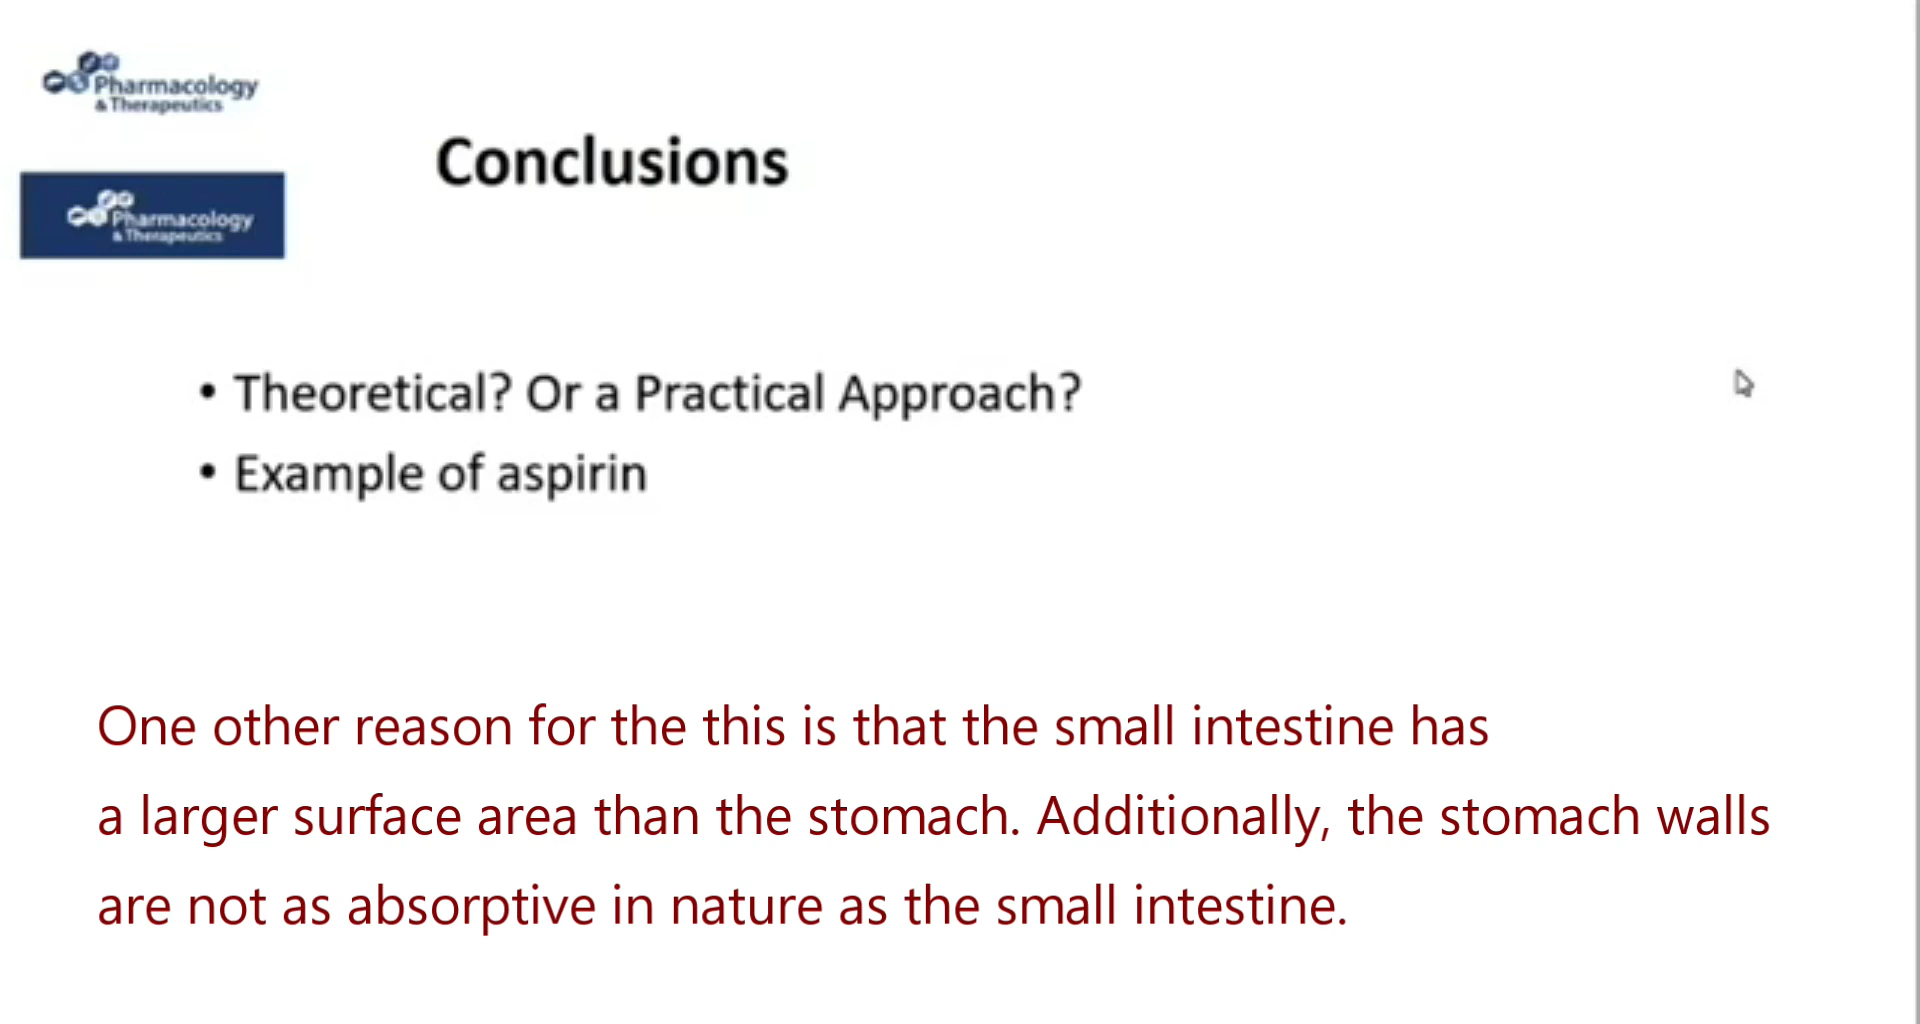 Pharmacology
& Therapeutics
Conclusions
Pharmacology
& Therapeutics
• Theoretical? Or a Practical Approach?
• Example of aspirin
One other reason for the this is that the small intestine has
a larger surface area than the stomach. Additionally, the stomach walls
are not as absorptive in nature as the small intestine.